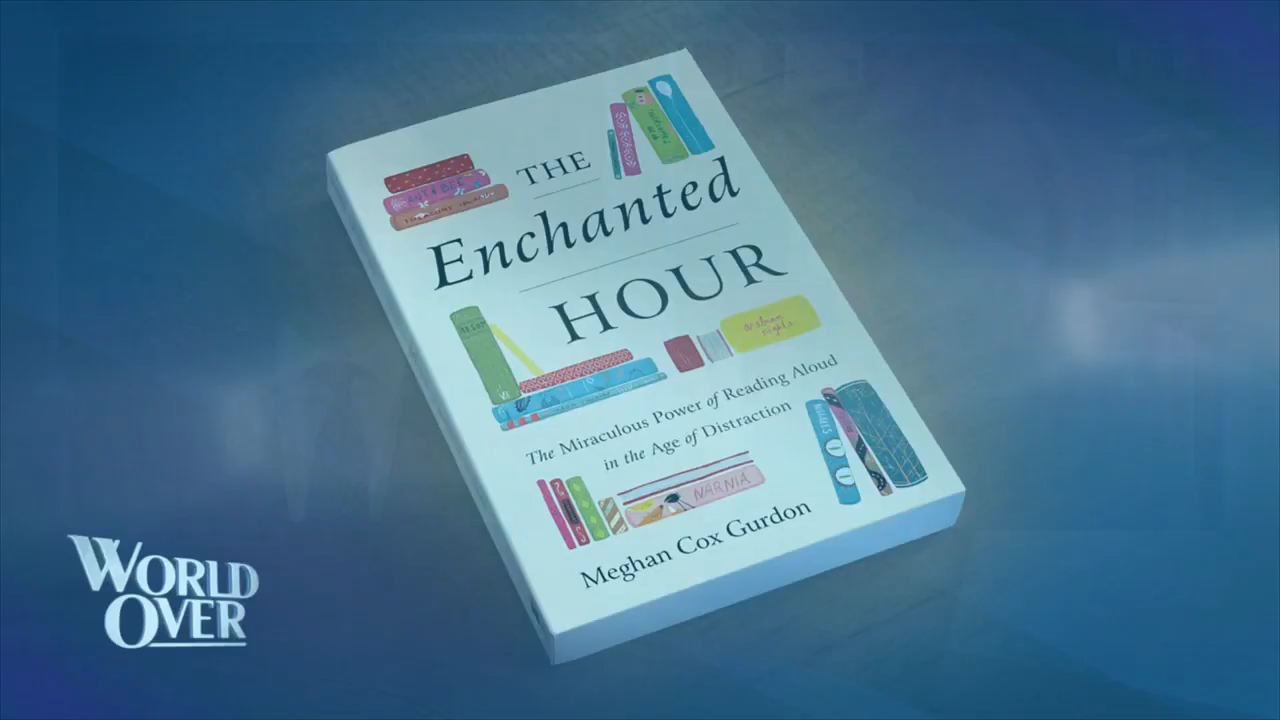 THE
Enchanted
HOUR
The Miraculous Power of Reading Aloud
in the Age of Distraction
NARNIA
Meghan Cox Gurdon
WORLD
OVER